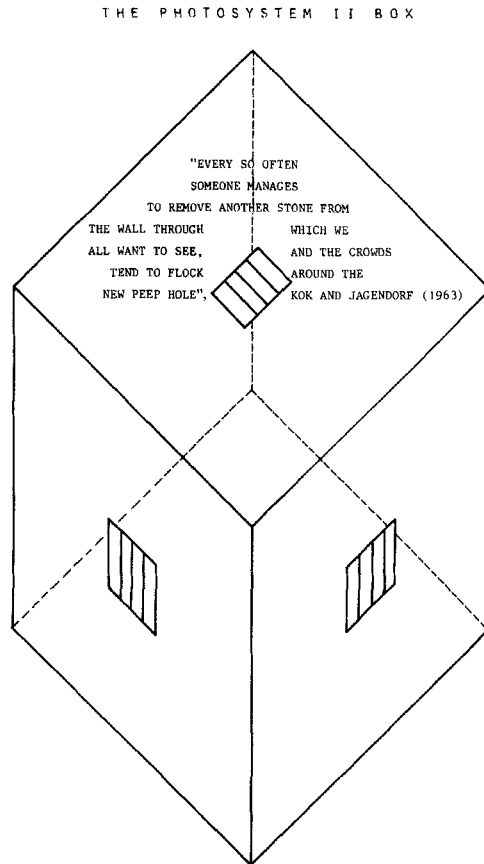 THE PHOTOSYSTEM II BOX
"EVERY SO OFTEN
SOMEONE MANAGES
TO REMOVE ANOTHER STONE FROM
THE WALL THROUGH WHICH WE
ALL WANT TO SEE, AND THE CROWDS
TEND TO FLOCK AROUND THE
NEW PEEP HOLE", KOK AND JAGENDORF (1963)